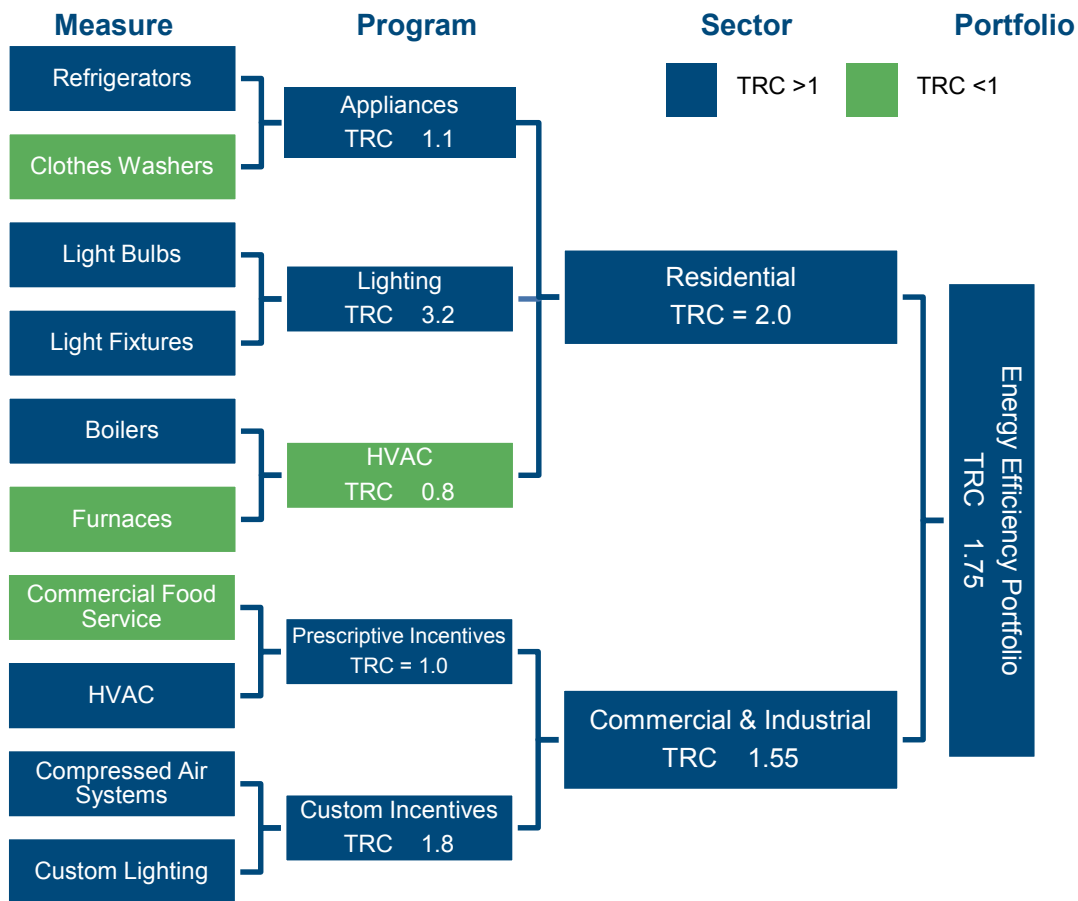 Measure
Program
Sector
Portfolio
TRC >1
TRC <1
Refrigerators
Clothes Washers
Light Bulbs
Light Fixtures
Boilers
Furnaces
Commercial Food
Service
HVAC
Compressed Air
Systems
Custom Lighting
Appliances
TRC 1.1
Lighting
TRC 3.2
HVAC
TRC 0.8
Prescriptive Incentives
TRC = 1.0
Custom Incentives
TRC 1.8
Residential
TRC = 2.0
Commercial & Industrial
TRC 1.55
Energy Efficiency Portfolio
TRC 1.75